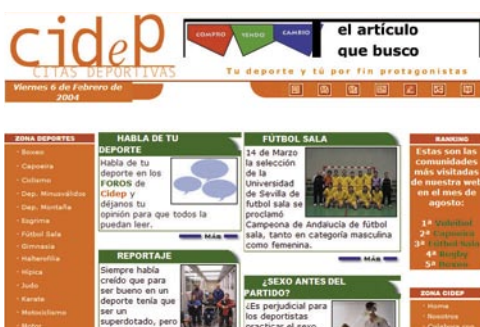 cidep
CITAS DEPORTIVAS
COMPRO
VENDO
CAMBIO
el artículo
que busco
Tu deporte y tú por fin protagonistas
Viernes 6 de Febrero de
2004
ZONA DEPORTES
· Boxeo
· Capoeira
· Ciclismo
· Dep. Minusválidos
· Dep. Montaña
· Esgrima
· Fútbol Sala
· Gimnasia
· Halterofilia
· Hípica
· Judo
· Karate
· Motociclismo
· Motor
HABLA DE TU
DEPORTE
Habla de tu
deporte en los
FOROS de
Cidep y
déjanos tu
opinión para que todos la
puedan leer.
MÁS
REPORTAJE
Siempre había
creído que para
ser bueno en un
deporte tenía que
ser un
superdotado, pero
FÚTBOL SALA
14 de Marzo
la selección
de la
Universidad
de Sevilla de
futbol sala se
proclamó
Campeona de Andalucía de fútbol
sala, tanto en categoría masculina
como femenina.
MÁS
¿SEXO ANTES DEL
PARTIDO?
¿Es perjudicial para
los deportistas
practicar el sexo
RANKING
Estas son las
comunidades
más visitadas
de nuestra web
en el mes de
agosto:
1ª Voleibol
2ª Capoeira
3ª Fútbol Sala
4ª Rugby
5ª Boxeo
ZONA CIDEP
· Home
· Nosotros
· Colabora con